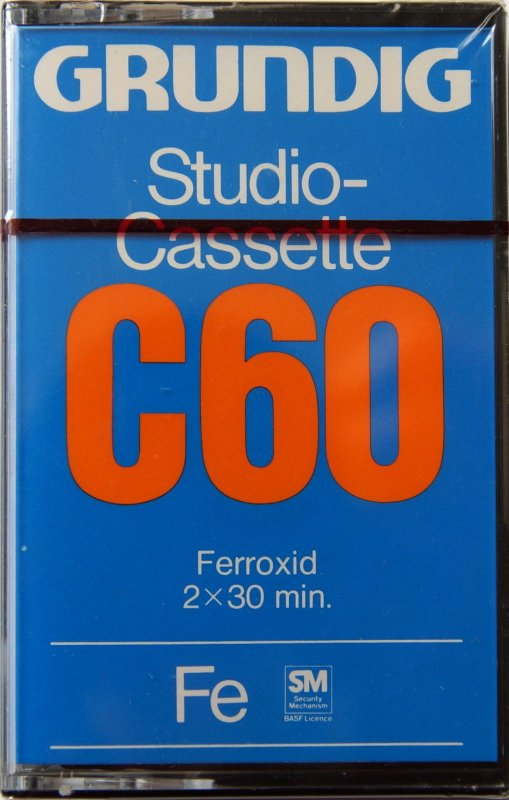 GRUNDIG
Studio-
Cassette
C60
Ferroxid
2×30 min.
Fe
SM
Security
Mechanism
BASF Licence